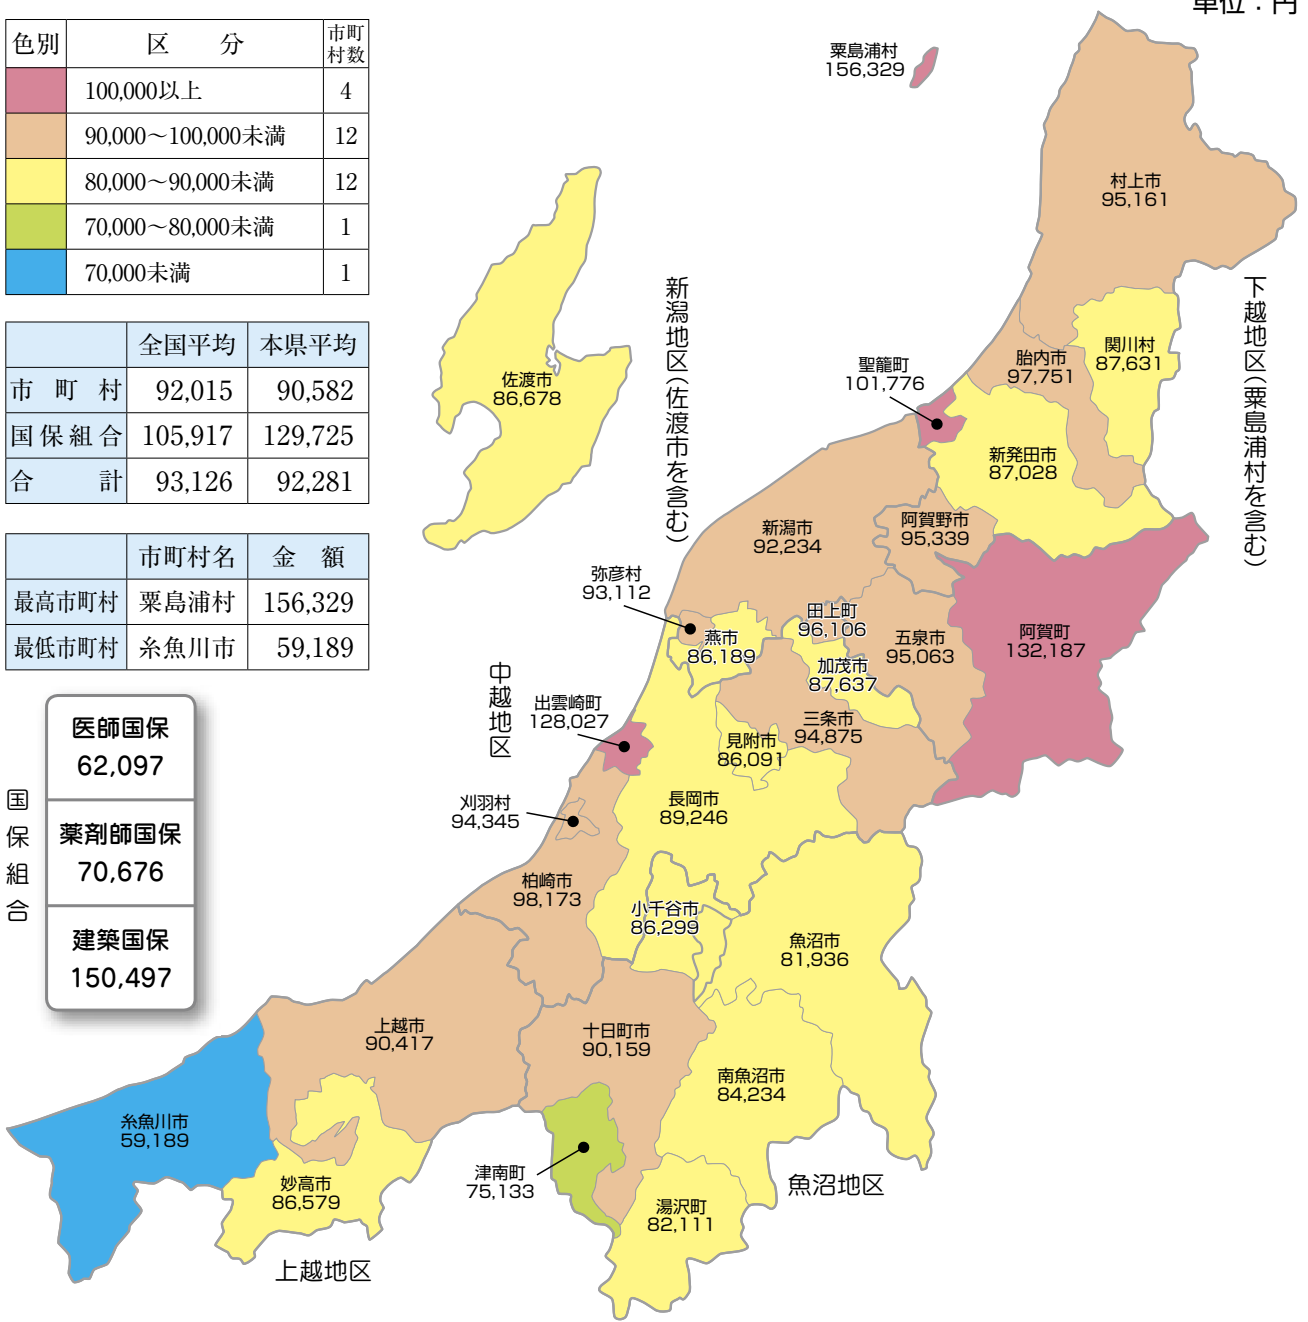 単位：円
色別 区　分 市町村数
100,000以上 4
90,000～100,000未満 12
80,000～90,000未満 12
70,000～80,000未満 1
70,000未満 1
全国平均 本県平均
市町村 92,015 90,582
国保組合 105,917 129,725
合計 93,126 92,281
市町村名 金額
最高市町村 粟島浦村 156,329
最低市町村 糸魚川市 59,189
国保組合
医師国保
62,097
薬剤師国保
70,676
建築国保
150,497
粟島浦村
156,329
村上市
95,161
下越地区(粟島浦村を含む)
関川村
87,631
胎内市
97,751
聖籠町
101,776
新発田市
87,028
新潟地区(佐渡市を含む)
佐渡市
86,678
新潟市
92,234
阿賀野市
95,339
弥彦村
93,112
燕市
86,189
田上町
96,106
五泉市
95,063
阿賀町
132,187
加茂市
87,637
中越地区
出雲崎町
128,027
三条市
94,875
見附市
86,091
長岡市
89,246
刈羽村
94,345
柏崎市
98,173
小千谷市
86,299
魚沼市
81,936
上越市
90,417
十日町市
90,159
南魚沼市
84,234
糸魚川市
59,189
妙高市
86,579
津南町
75,133
湯沢町
82,111
魚沼地区
上越地区